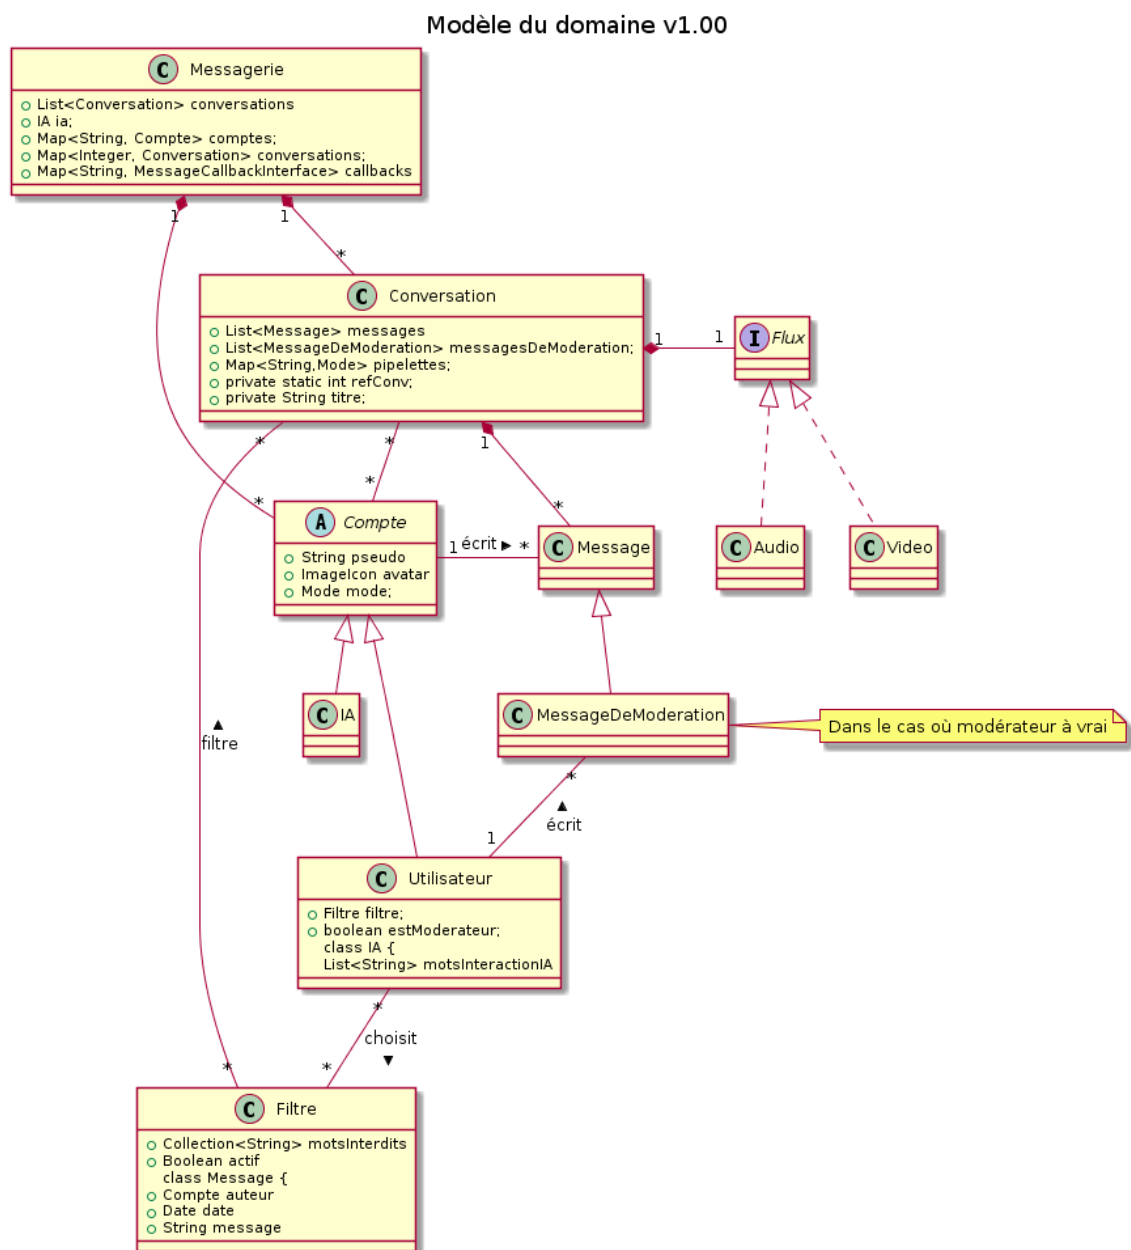 Modèle du domaine v1.00
C Messagerie
List<Conversation> conversations
IA ia;
Map<String, Compte> comptes;
Map<Integer, Conversation> conversations;
Map<String, MessageCallbackInterface> callbacks
1
1
*
C Conversation
List<Message> messages
List<MessageDeModeration> messagesDeModeration;
Map<String,Mode> pipelettes;
private static int refConv;
private String titre;
1
1
I Flux
*
*
1
*
*
*
A Compte
String pseudo
ImageIcon avatar
Mode mode;
1
écrit ►
*
C Message
C Audio
C Video
C IA
C MessageDeModeration
Dans le cas où modérateur à vrai
▲
filtre
*
▲
écrit
1
C Utilisateur
Filtre filtre;
boolean estModerateur;
class IA {
List<String> motsInteractionIA
*
choisit
▼
*
*
C Filtre
Collection<String> motsInterdits
Boolean actif
class Message {
Compte auteur
Date date
String message